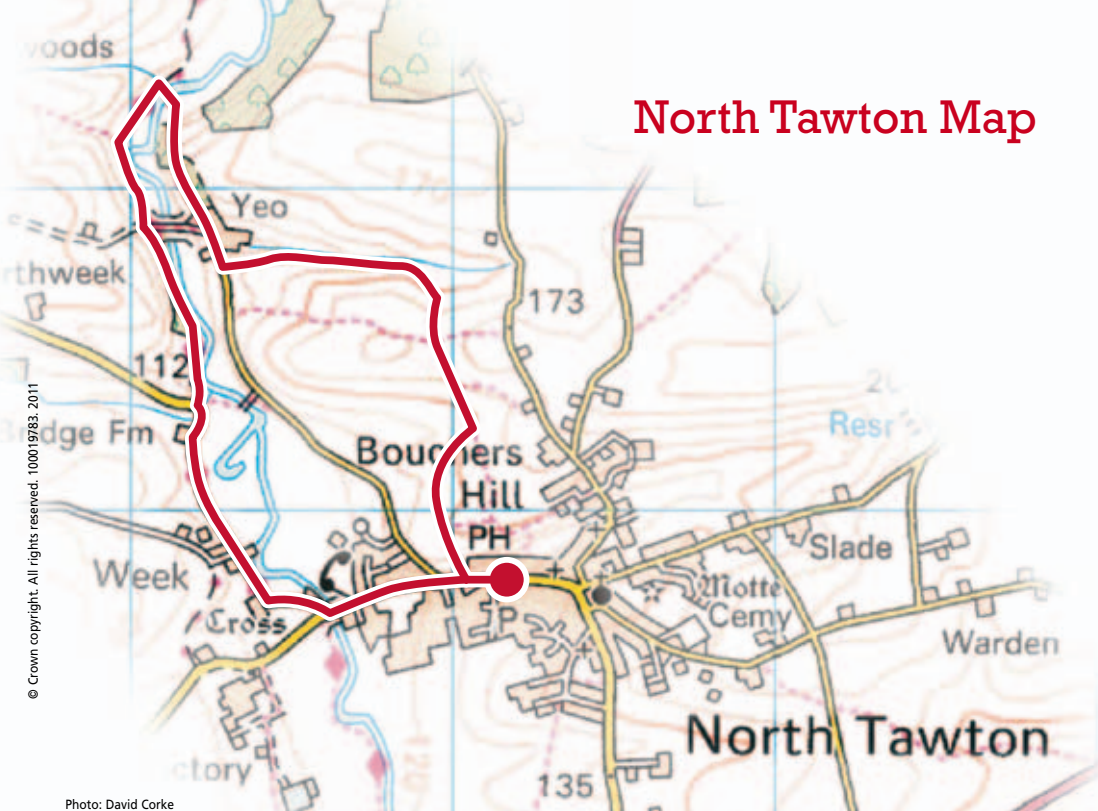 woods
North Tawton Map
Yeo
rthweek
173
112
Resr
idge Fm
Bouchers
Hill
PH
Week
Slade
Motte
Cross
P
Cemy
Warden
North Tawton
ctory
135
© Crown copyright. All rights reserved. 100019783. 2011
Photo: David Corke